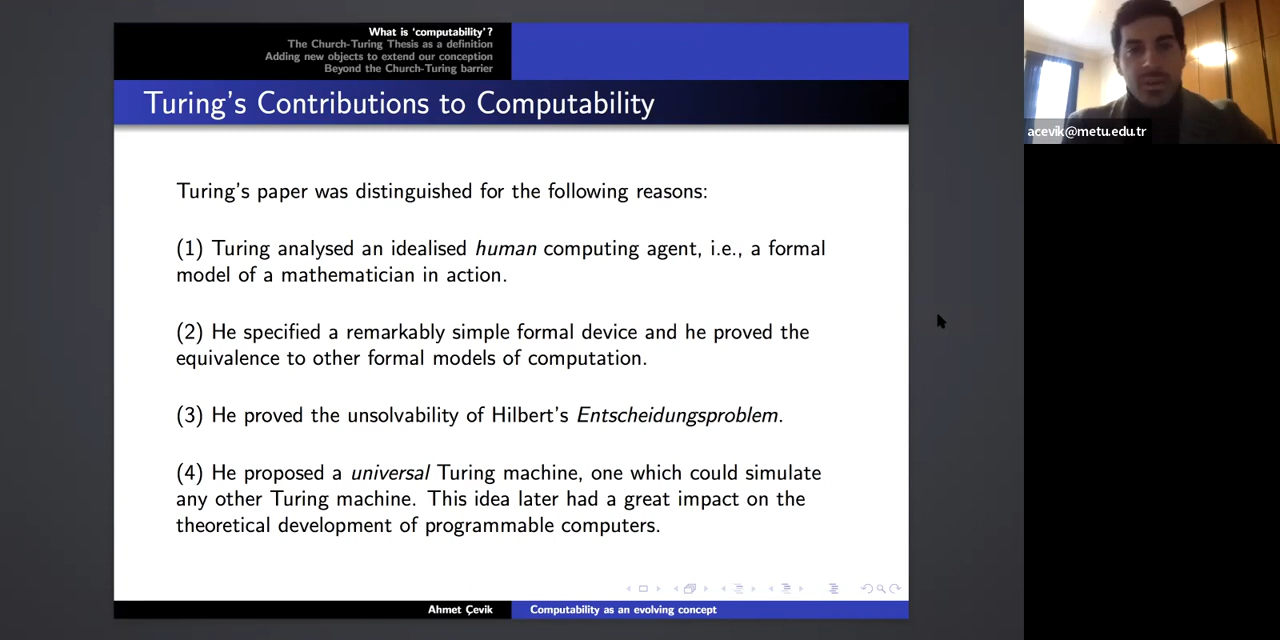 What is ‘computability’?
The Church-Turing Thesis as a definition
Adding new objects to extend our conception
Beyond the Church-Turing barrier
Turing’s Contributions to Computability
acevik@metu.edu.tr
Turing’s paper was distinguished for the following reasons:
(1) Turing analysed an idealised human computing agent, i.e., a formal
model of a mathematician in action.
(2) He specified a remarkably simple formal device and he proved the
equivalence to other formal models of computation.
(3) He proved the unsolvability of Hilbert’s Entscheidungsproblem.
(4) He proposed a universal Turing machine, one which could simulate
any other Turing machine. This idea later had a great impact on the
theoretical development of programmable computers.
Ahmet Çevik
Computability as an evolving concept